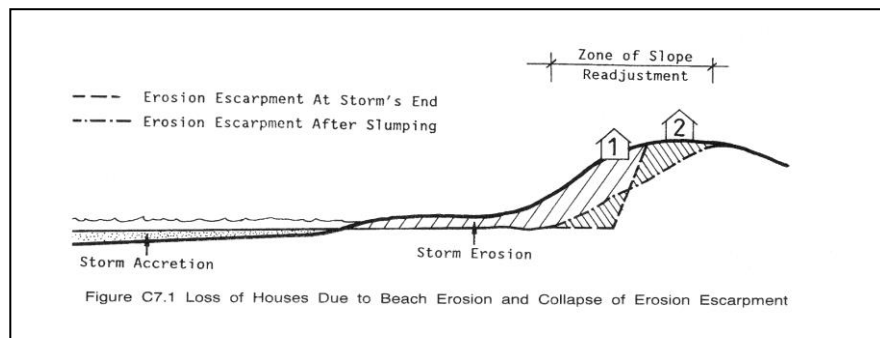 Zone of Slope
Readjustment
Erosion Escarpment At Storm's End
Erosion Escarpment After Slumping
1
2
Storm Accretion
Storm Erosion
Figure C7.1 Loss of Houses Due to Beach Erosion and Collapse of Erosion Escarpment